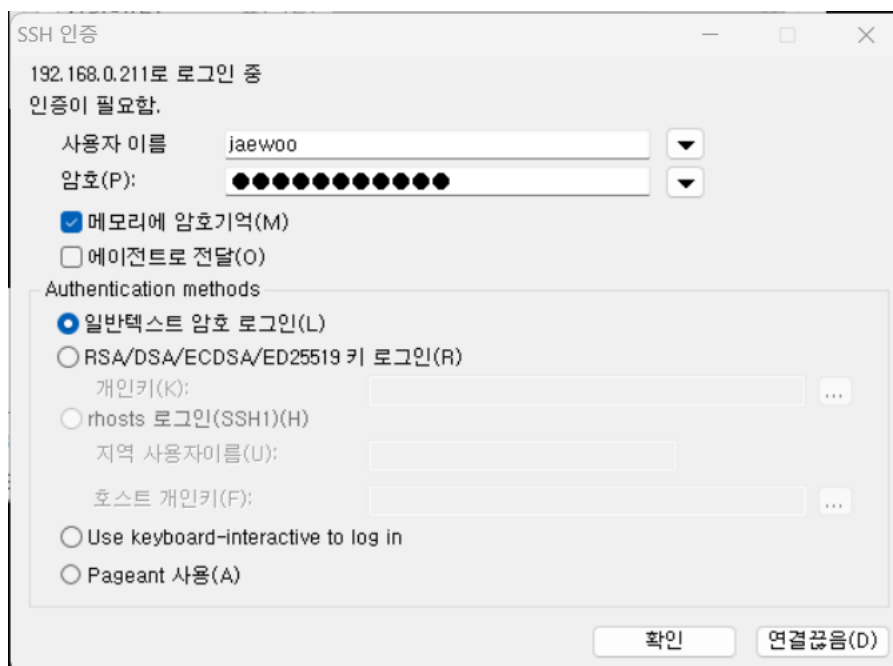 SSH 인증
192.168.0.211로 로그인 중
인증이 필요함.
사용자 이름 jaewoo
암호(P): ●●●●●●●●●●●
메모리에 암호기억(M)
에이전트로 전달(O)
Authentication methods
일반텍스트 암호 로그인(L)
RSA/DSA/ECDSA/ED25519 키 로그인(R)
개인키(K): ...
rhosts 로그인(SSH1)(H)
지역 사용자이름(U):
호스트 개인키(F): ...
Use keyboard-interactive to log in
Pageant 사용(A)
확인 연결끊음(D)